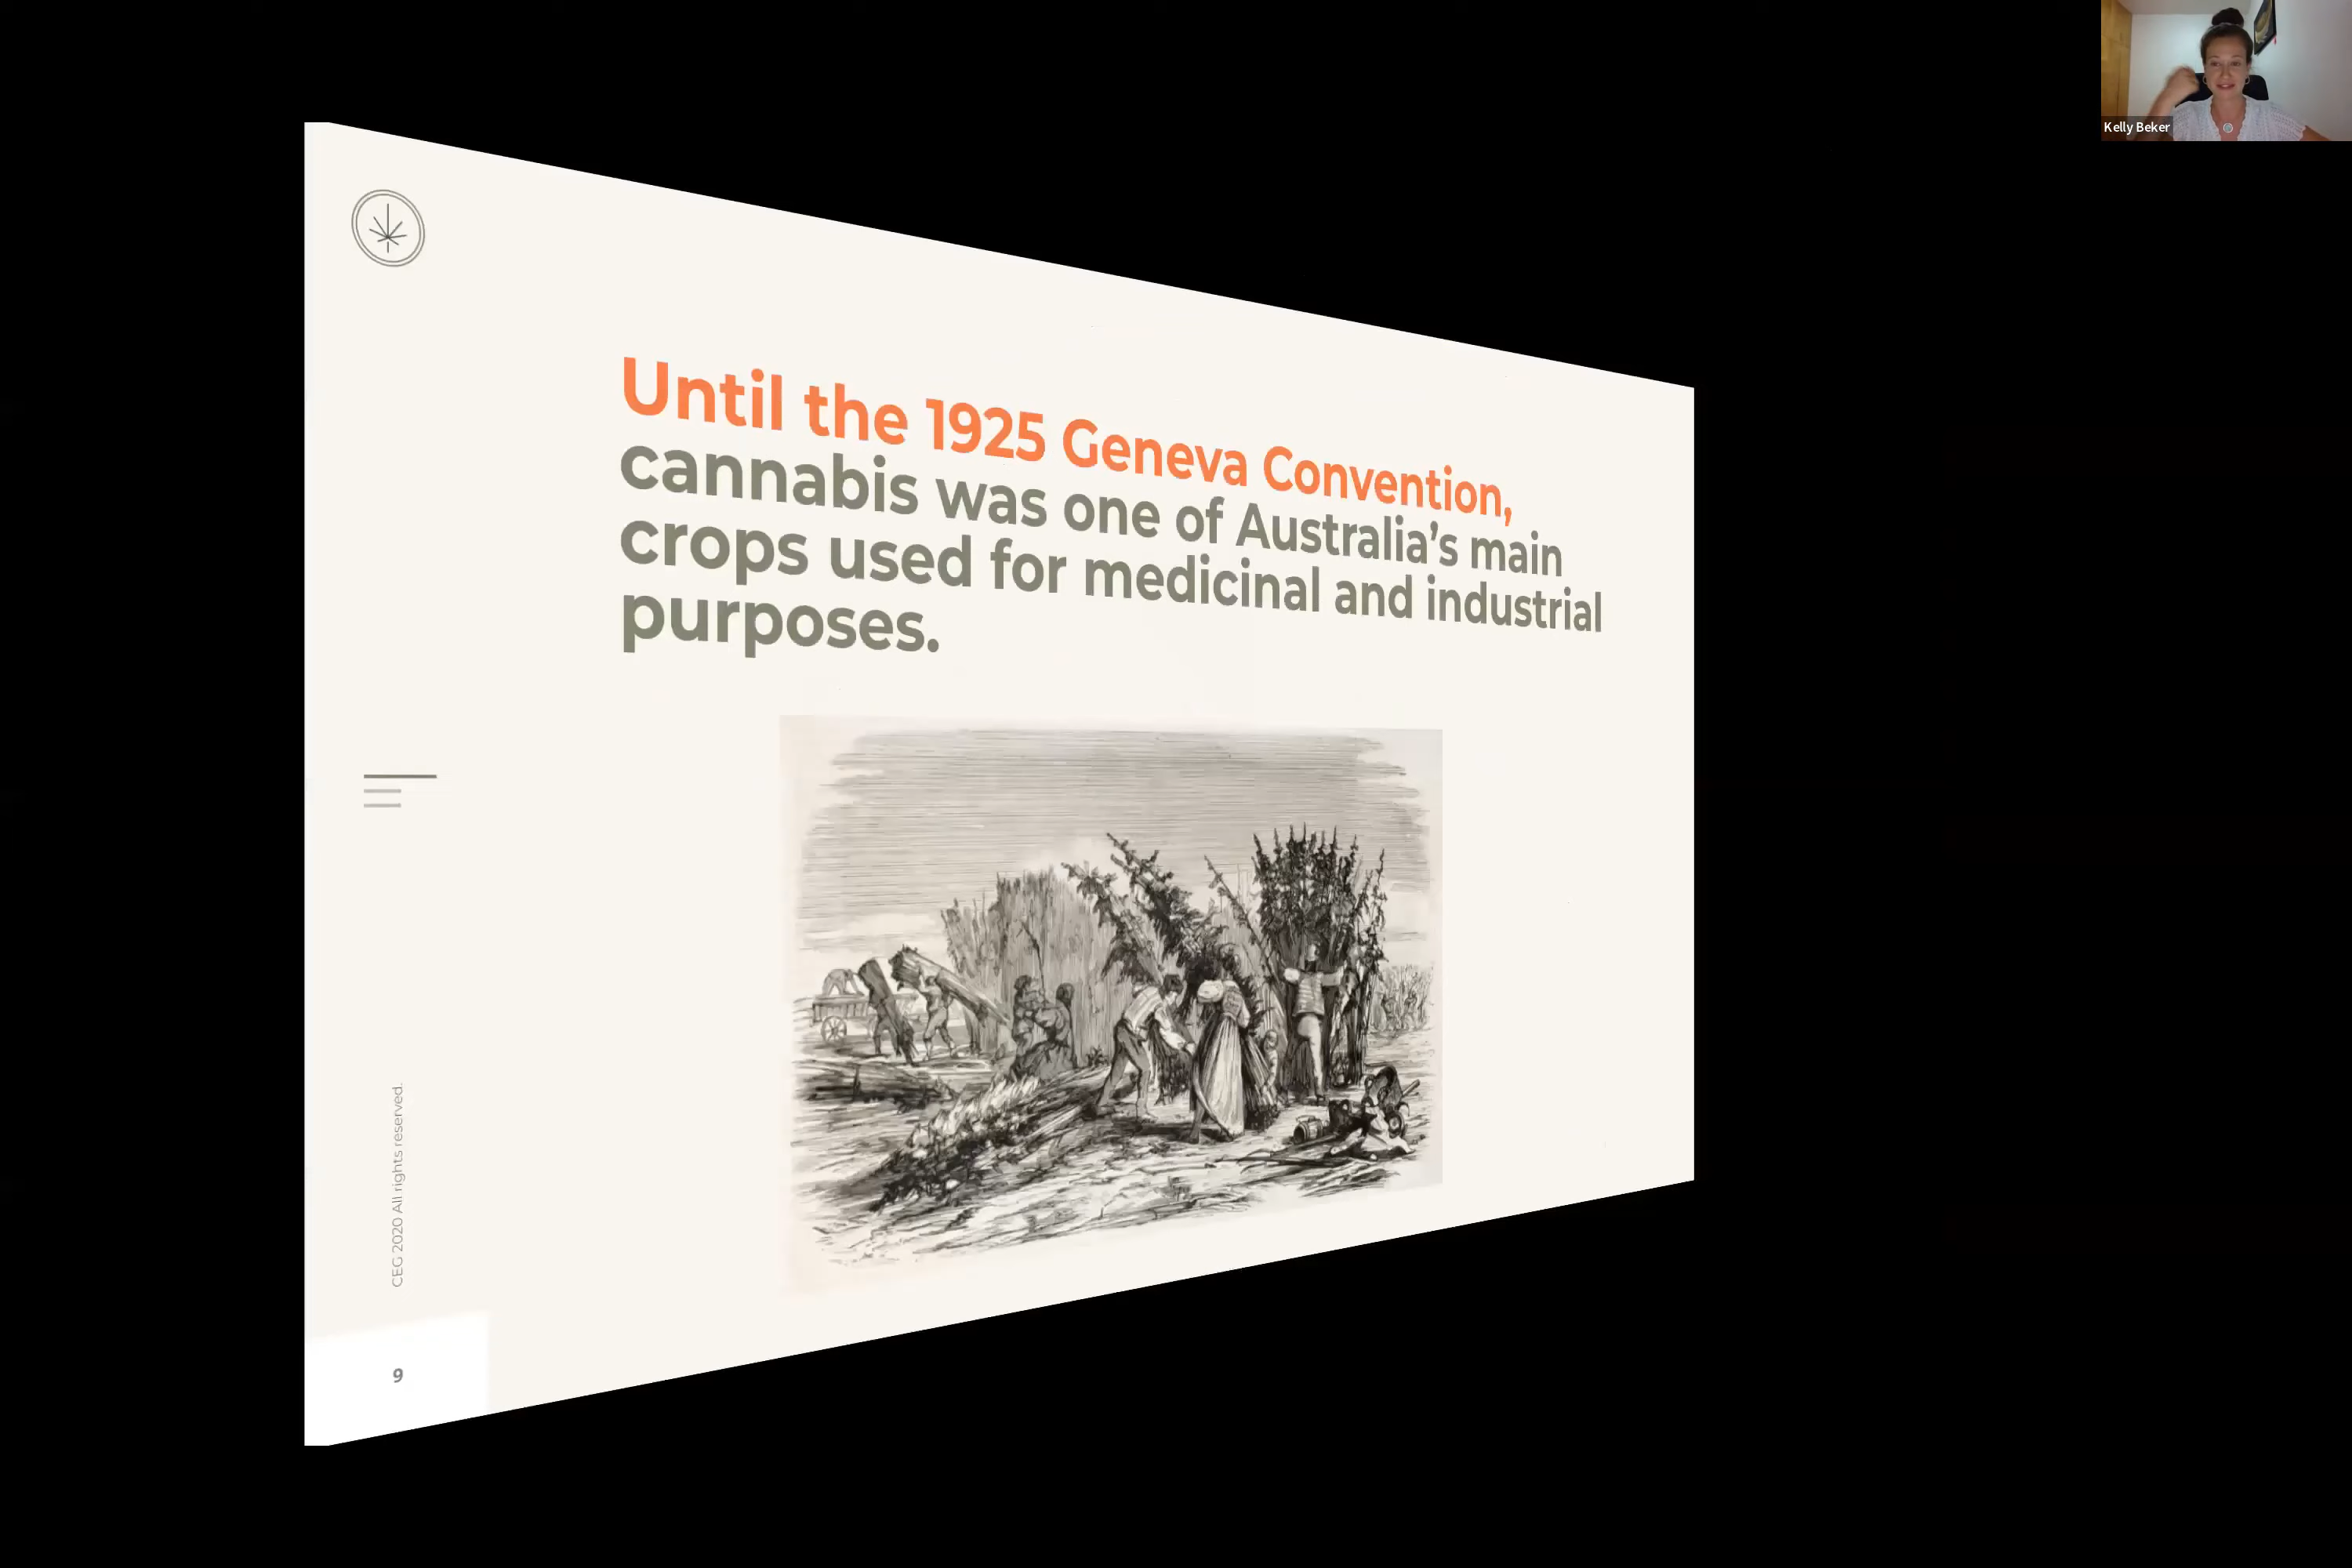 Kelly Beker
Until the 1925 Geneva Convention,
cannabis was one of Australia’s main
crops used for medicinal and industrial
purposes.
CEG 2020 All rights reserved.
9